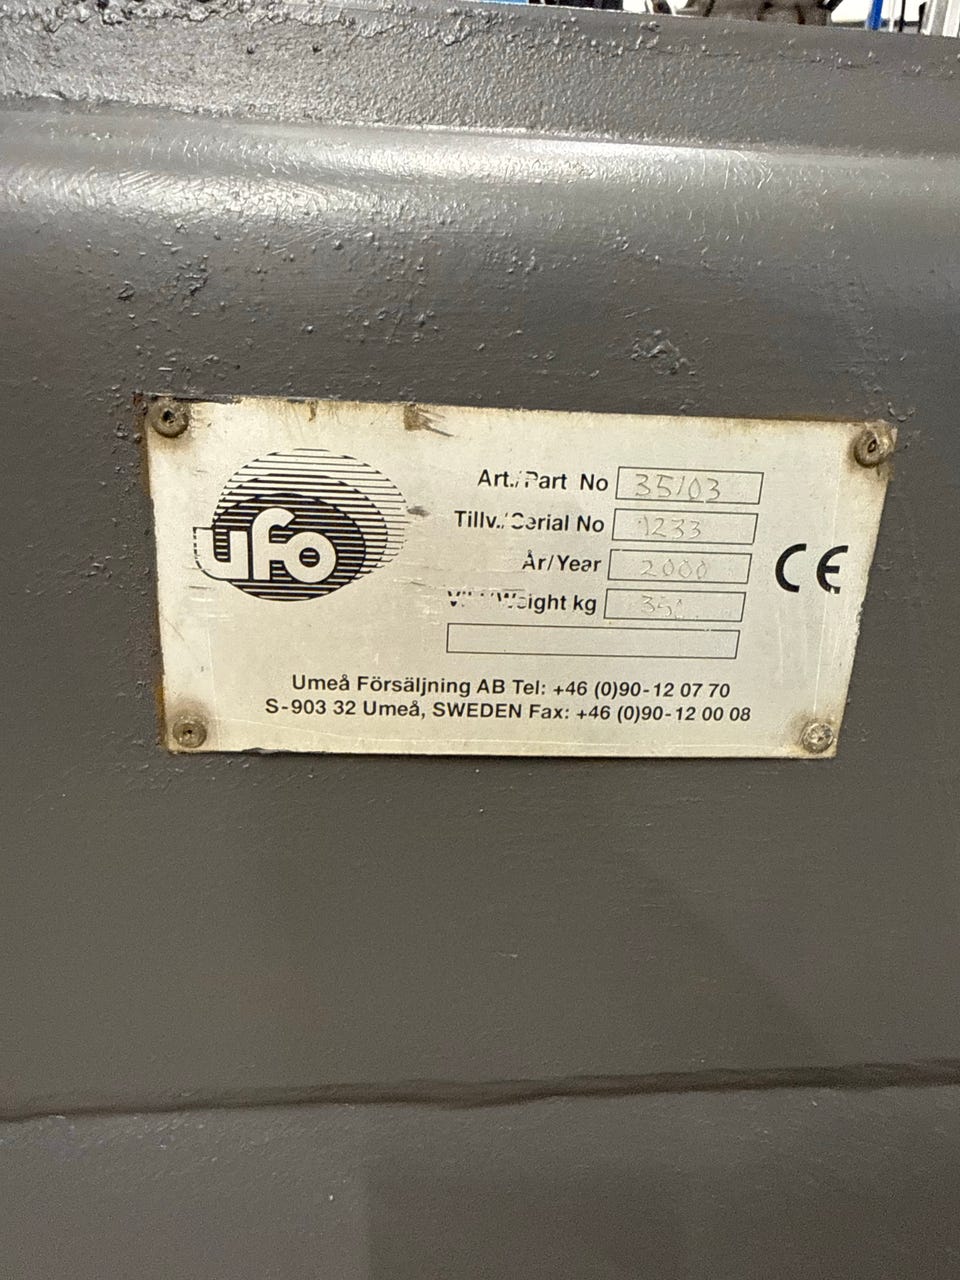 ufo
Art./Part No 35103
Tillv./Serial No 1233
År/Year 2000
Weight kg
CE
Umeå Försäljning AB Tel: +46 (0)90-12 07 70
S-903 32 Umeå, SWEDEN Fax: +46 (0)90-12 00 08